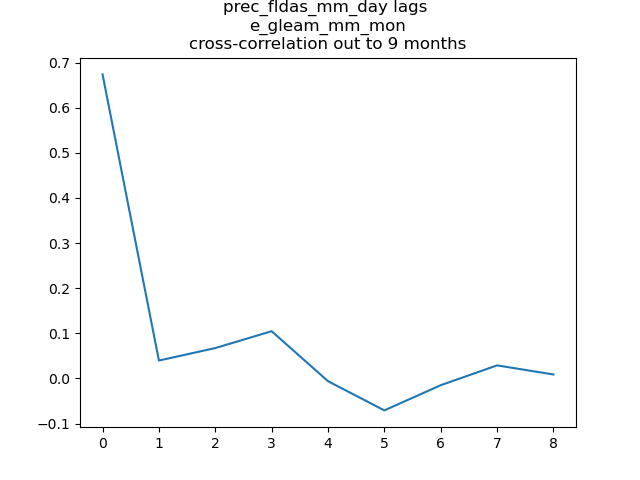 prec_fldas_mm_day lags
e_gleam_mm_mon
cross-correlation out to 9 months
0.7
0.6
0.5
0.4
0.3
0.2
0.1
0.0
−0.1
0 1 2 3 4 5 6 7 8